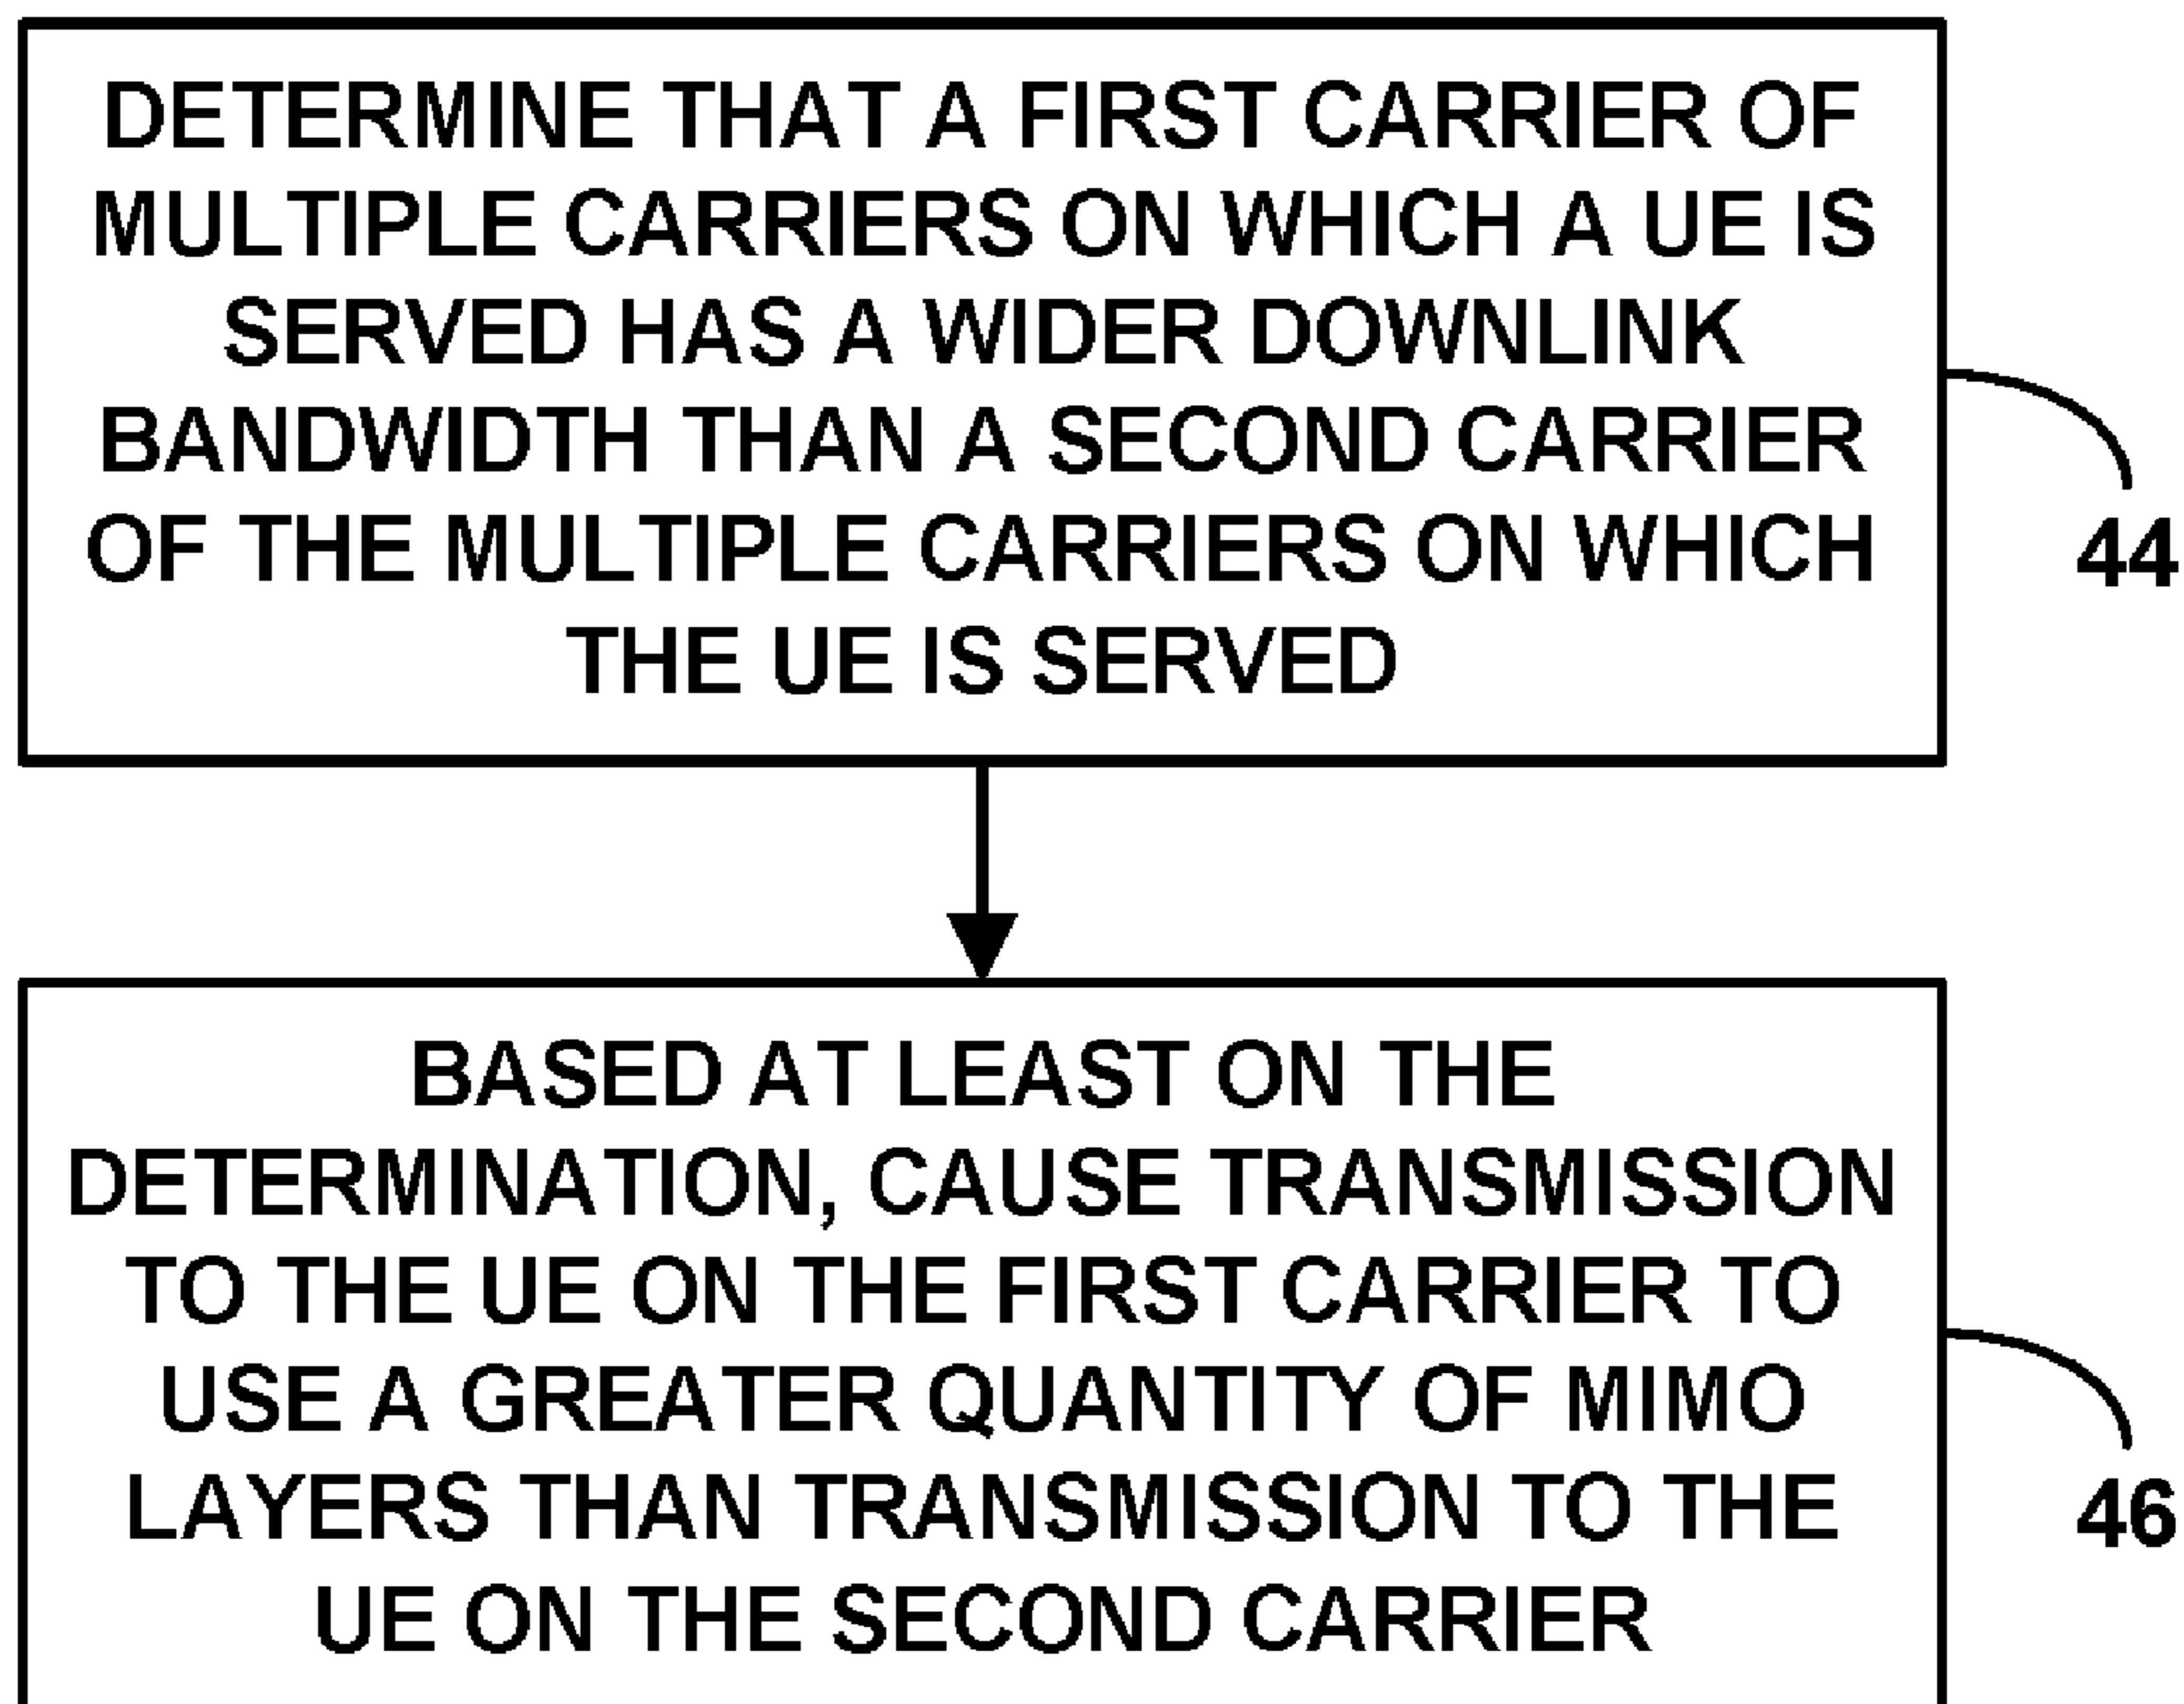 DETERMINE THAT A FIRST CARRIER OF
MULTIPLE CARRIERS ON WHICH A UE IS
SERVED HAS A WIDER DOWNLINK
BANDWIDTH THAN A SECOND CARRIER
OF THE MULTIPLE CARRIERS ON WHICH
THE UE IS SERVED
44
BASED AT LEAST ON THE
DETERMINATION, CAUSE TRANSMISSION
TO THE UE ON THE FIRST CARRIER TO
USE A GREATER QUANTITY OF MIMO
LAYERS THAN TRANSMISSION TO THE
UE ON THE SECOND CARRIER
46